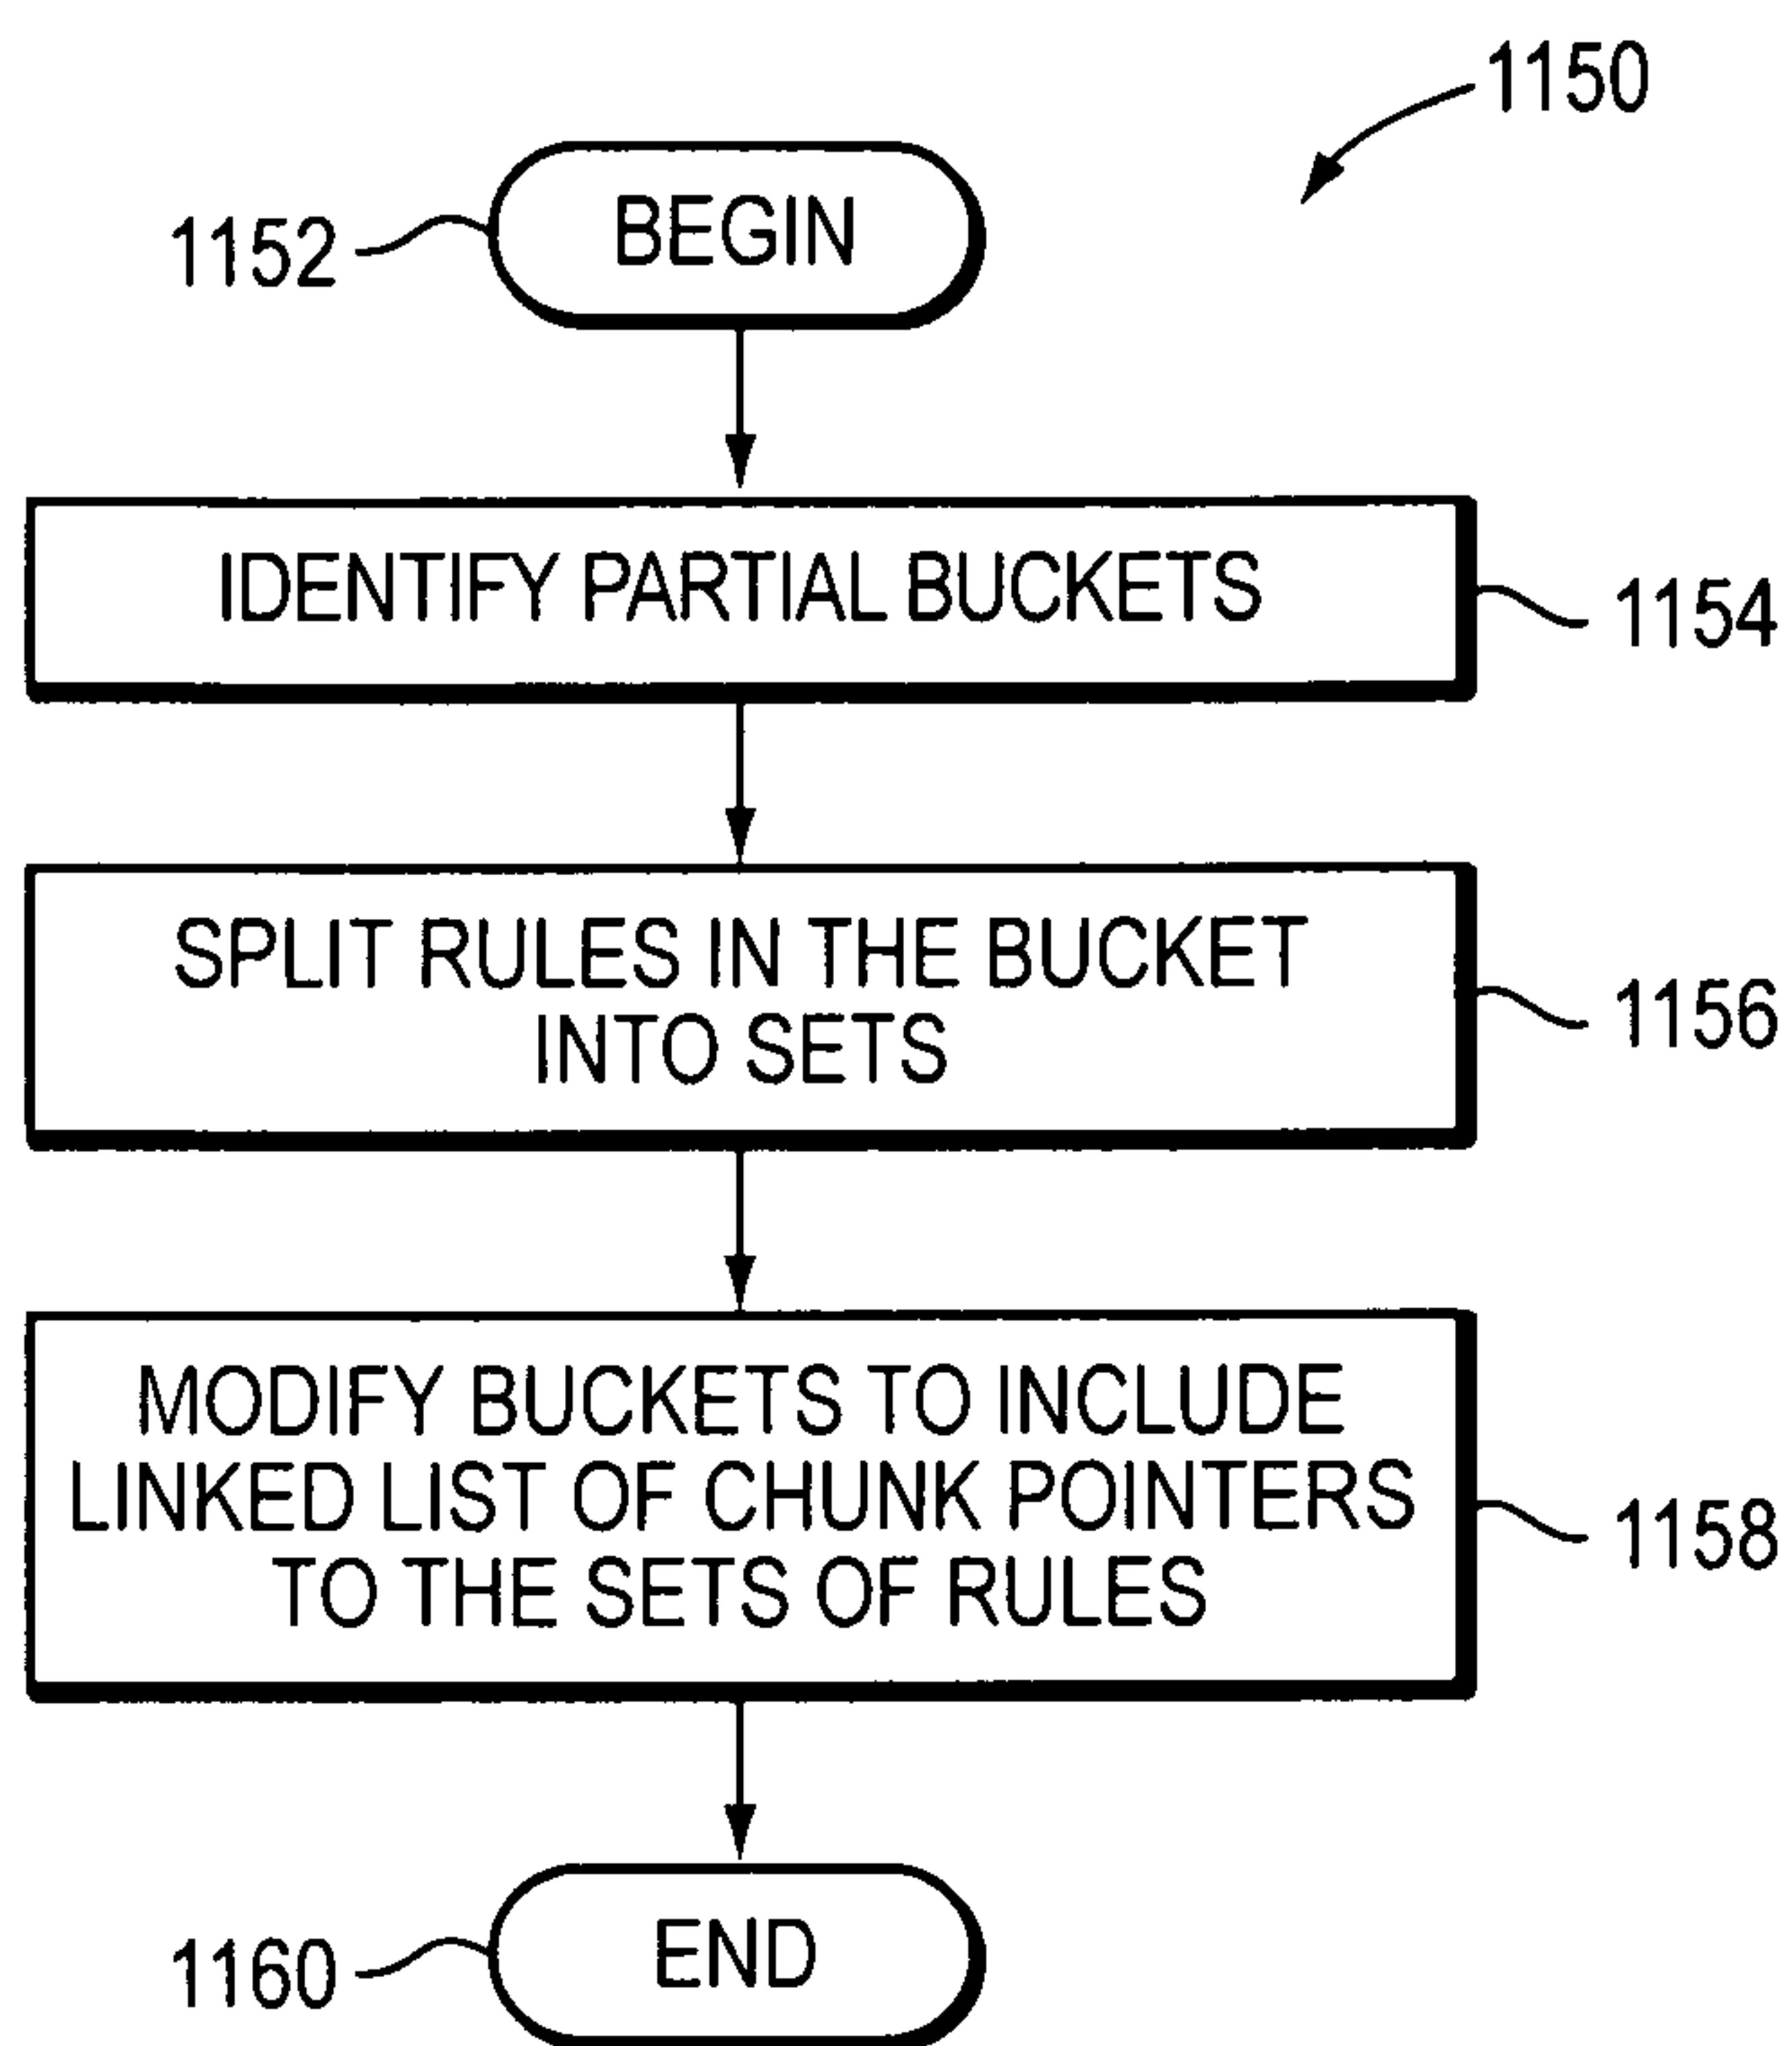 1150
1152
BEGIN
IDENTIFY PARTIAL BUCKETS
1154
SPLIT RULES IN THE BUCKET
INTO SETS
1156
MODIFY BUCKETS TO INCLUDE
LINKED LIST OF CHUNK POINTERS
TO THE SETS OF RULES
1158
1160
END